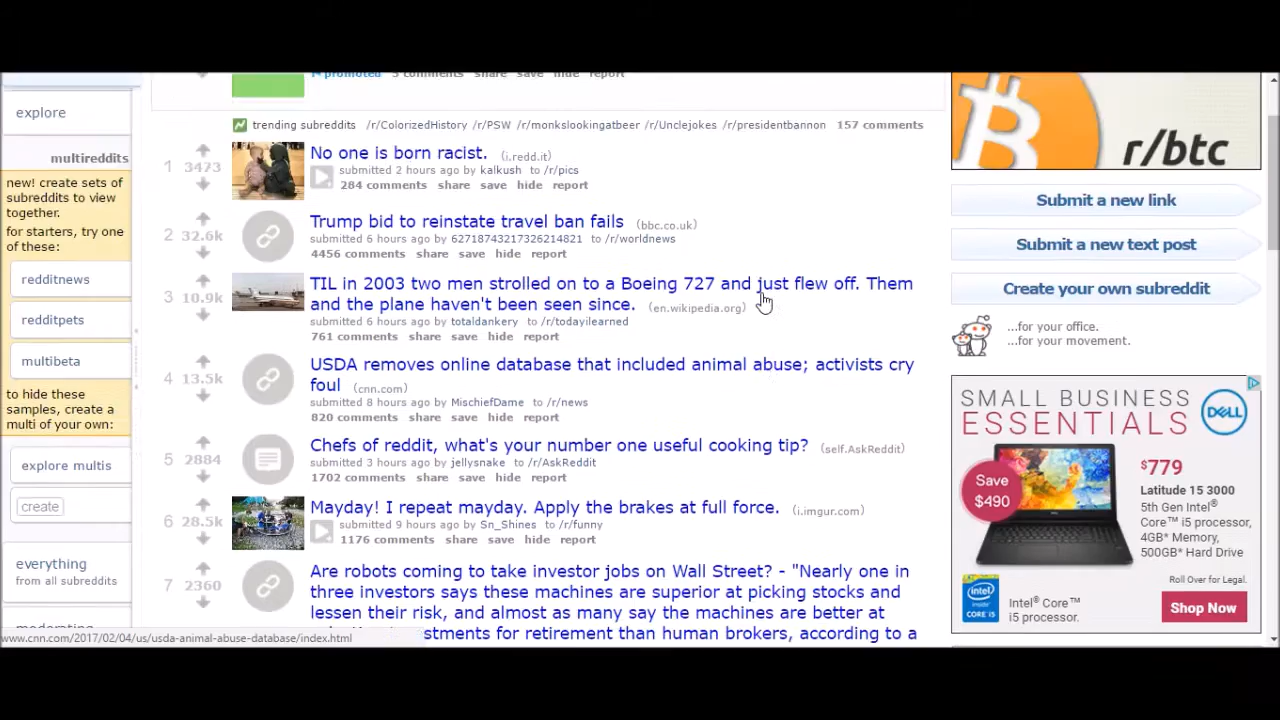 promoted 5 comments share save hide report
explore
multireddits
new! create sets
of subreddits to view
together.
for starters, try one
of these:
redditnews
redditpets
multibeta
to hide these
samples, create a
multi of your own:
explore multis
create
everything
from all subreddits
trending subreddits /r/ColorizedHistory /r/PSW /r/monkslookingatbeer /r/Unclejokes /r/presidentbannon 157 comments
1 3473
No one is born racist. (i.redd.it)
submitted 2 hours ago by kalkush to /r/pics
284 comments share save hide report
2 32.6k
Trump bid to reinstate travel ban fails (bbc.co.uk)
submitted 6 hours ago by 62718743217326214821 to /r/worldnews
4456 comments share save hide report
3 10.9k
TIL in 2003 two men strolled on to a Boeing 727 and just flew off. Them
and the plane haven't been seen since. (en.wikipedia.org)
submitted 6 hours ago by totaldankery to /r/todayilearned
761 comments share save hide report
4 13.5k
USDA removes online database that included animal abuse; activists cry
foul (cnn.com)
submitted 8 hours ago by MischiefDame to /r/news
820 comments share save hide report
5 2884
Chefs of reddit, what's your number one useful cooking tip? (self.AskReddit)
submitted 3 hours ago by jellysnake to /r/AskReddit
1702 comments share save hide report
6 28.5k
Mayday! I repeat mayday. Apply the brakes at full force. (i.imgur.com)
submitted 9 hours ago by Sn_Shines to /r/funny
1176 comments share save hide report
7 2360
Are robots coming to take investor jobs on Wall Street? - "Nearly one in
three investors says these machines are superior at picking stocks and
lessen their risk, and almost as many say the machines are better at
stments for retirement than human brokers, according to a
www.cnn.com/2017/02/04/us/usda-animal-abuse-database/index.html
r/btc
Submit a new link
Submit a new text post
Create your own subreddit
...for your office.
...for your movement.
SMALL BUSINESS
ESSENTIALS
DELL
Save
$490
$779
Latitude 15 3000
5th Gen Intel®
Core™ i5 processor,
4GB* Memory,
500GB* Hard Drive
Roll Over for Legal.
intel
CORE i5
Intel® Core™
i5 processor.
Shop Now